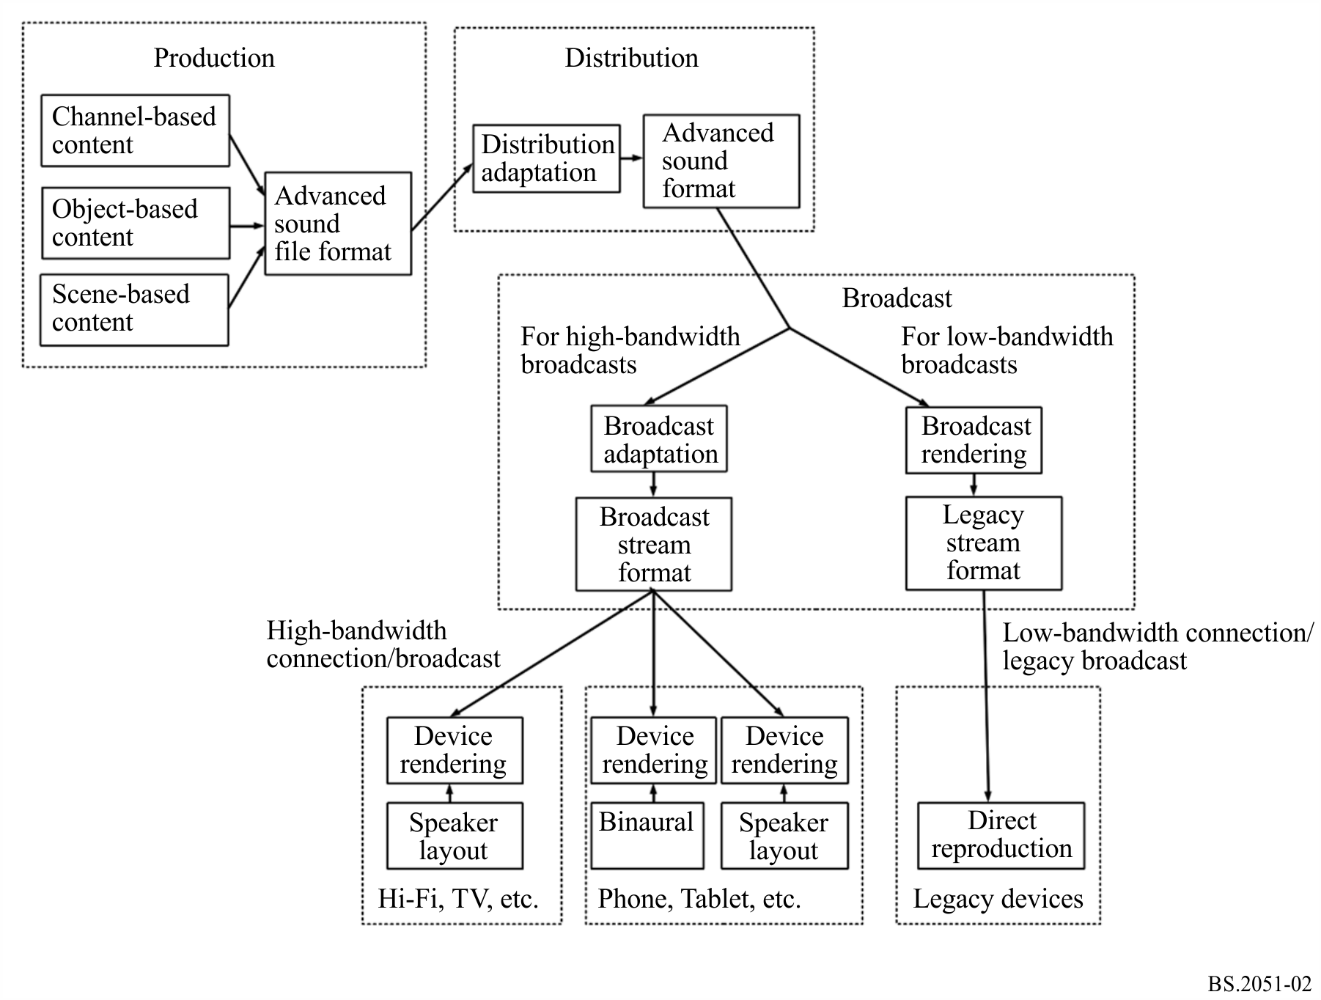 Production
Channel-based
content
Object-based
content
Scene-based
content
Advanced
sound
file format
Distribution
Distribution
adaptation
Advanced
sound
format
Broadcast
For high-bandwidth
broadcasts
For low-bandwidth
broadcasts
Broadcast
adaptation
Broadcast
rendering
Broadcast
stream
format
Legacy
stream
format
High-bandwidth
connection/broadcast
Low-bandwidth connection/
legacy broadcast
Device
rendering
Speaker
layout
Hi-Fi, TV, etc.
Device
rendering
Binaural
Device
rendering
Speaker
layout
Phone, Tablet, etc.
Direct
reproduction
Legacy devices
BS.2051-02